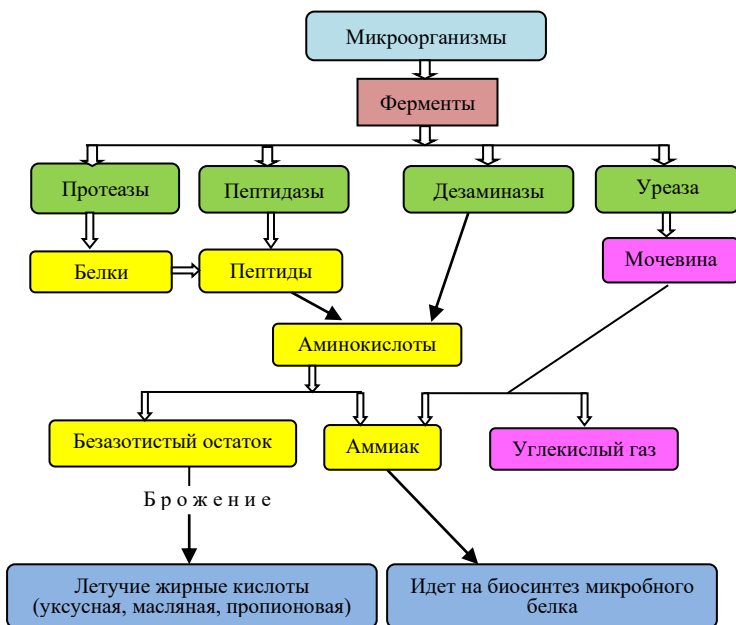 Микроорганизмы
Ферменты
Протеазы
Пептидазы
Дезаминазы
Уреаза
Белки
Пептиды
Мочевина
Аминокислоты
Безазотистый остаток
Аммиак
Углекислый газ
Б р о ж е н и е
Летучие жирные кислоты
(уксусная, масляная, пропионовая)
Идет на биосинтез микробного
белка